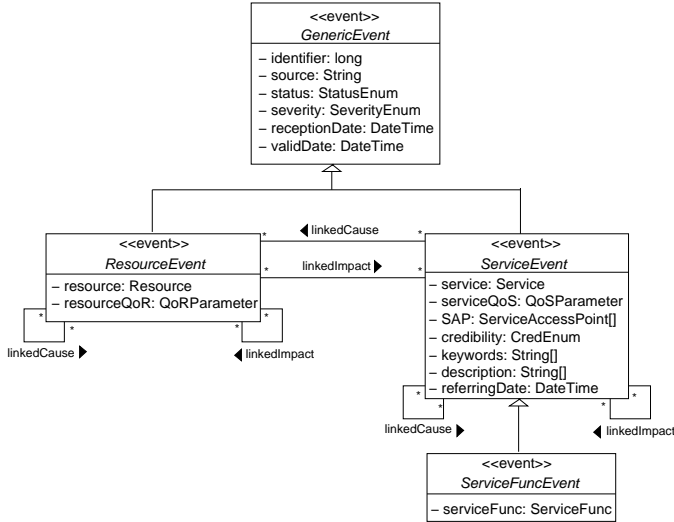 <<event>>
GenericEvent
– identifier: long
– source: String
– status: StatusEnum
– severity: SeverityEnum
– receptionDate: DateTime
– validDate: DateTime
* ◀ linkedCause *
* linkedImpact ▶ *
<<event>>
ResourceEvent
– resource: Resource
– resourceQoR: QoRParameter
* *
* *
linkedCause ▶
◀ linkedImpact
<<event>>
ServiceEvent
– service: Service
– serviceQoS: QoSParameter
– SAP: ServiceAccessPoint[]
– credibility: CredEnum
– keywords: String[]
– description: String[]
– referringDate: DateTime
* *
* *
linkedCause ▶
◀ linkedImpact
<<event>>
ServiceFuncEvent
– serviceFunc: ServiceFunc